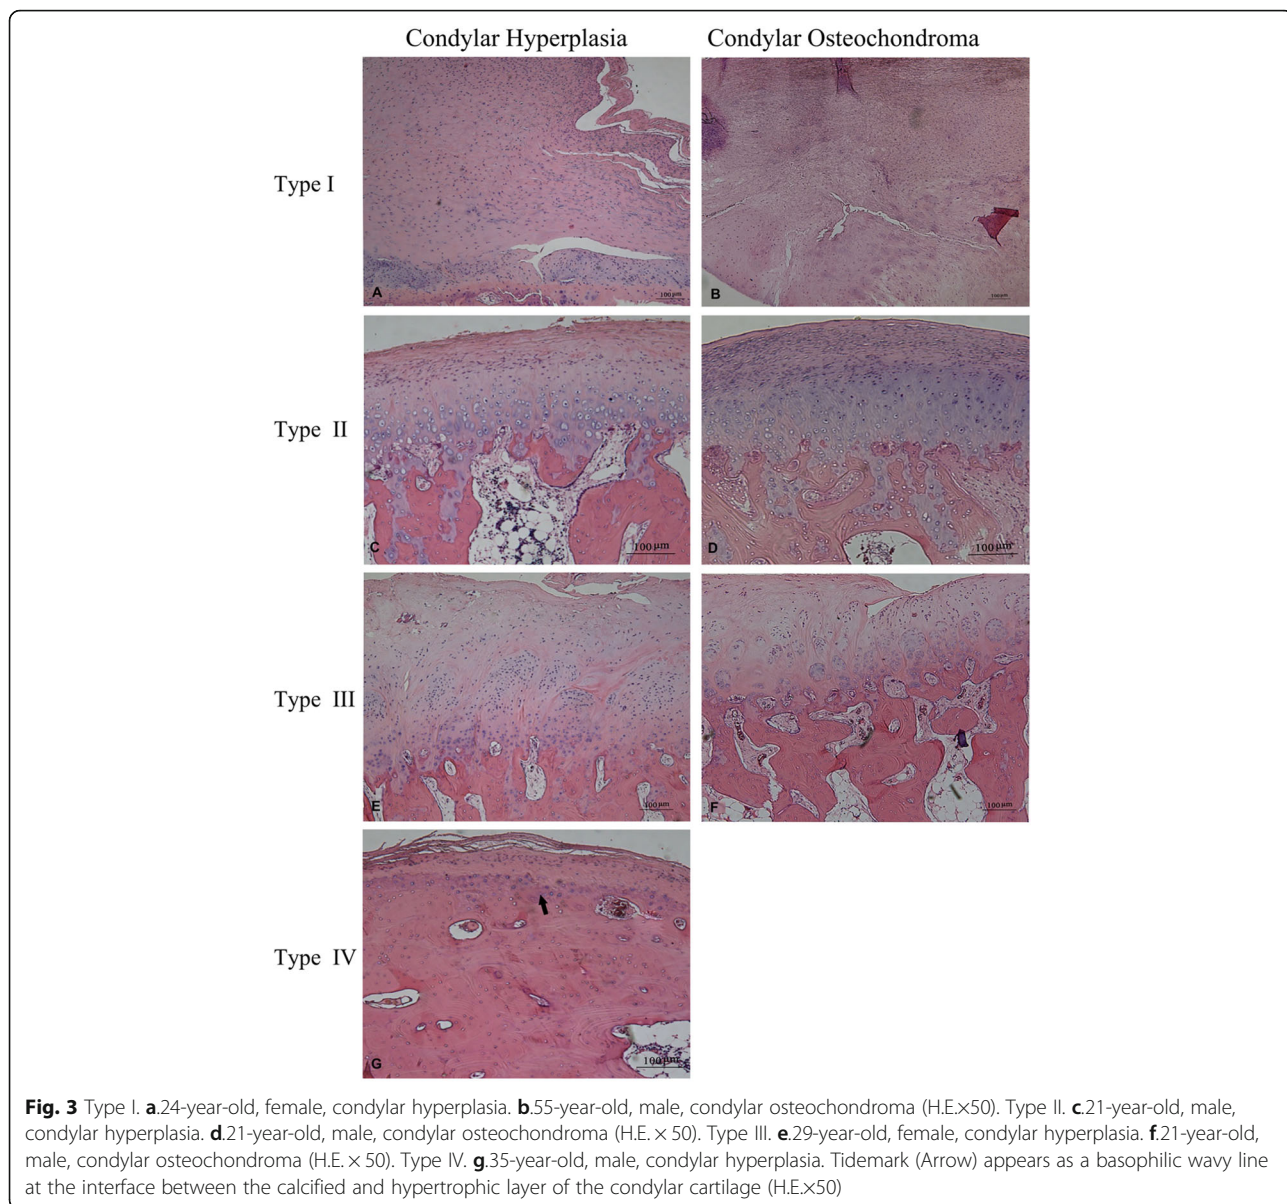 Condylar Hyperplasia
Condylar Osteochondroma
Type I
A
100 μm
B
100 μm
Type II
C
100 μm
D
100 μm
Type III
E
100 μm
F
100 μm
Type IV
G
100 μm
Fig. 3 Type I. a.24-year-old, female, condylar hyperplasia. b.55-year-old, male, condylar osteochondroma (H.E.×50). Type II. c.21-year-old, male,
condylar hyperplasia. d.21-year-old, male, condylar osteochondroma (H.E. × 50). Type III. e.29-year-old, female, condylar hyperplasia. f.21-year-old,
male, condylar osteochondroma (H.E. × 50). Type IV. g.35-year-old, male, condylar hyperplasia. Tidemark (Arrow) appears as a basophilic wavy line
at the interface between the calcified and hypertrophic layer of the condylar cartilage (H.E.×50)